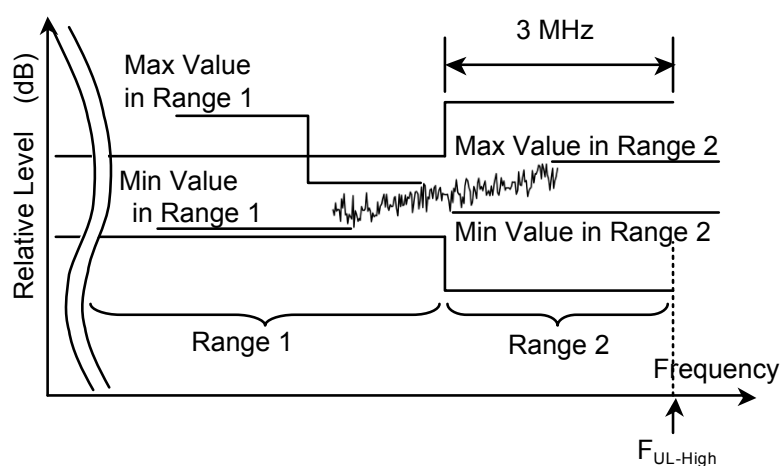 3 MHz
Max Value
in Range 1
Max Value in Range 2
Min Value
in Range 1
Min Value in Range 2
Relative Level (dB)
Range 1
Range 2
Frequency
F_UL-High